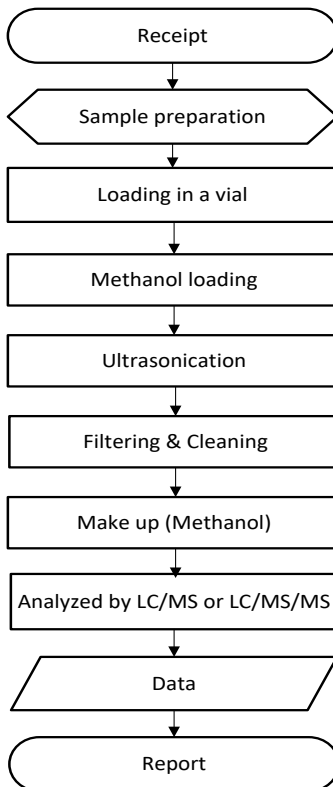 Receipt
Sample preparation
Loading in a vial
Methanol loading
Ultrasonication
Filtering & Cleaning
Make up (Methanol)
Analyzed by LC/MS or LC/MS/MS
Data
Report